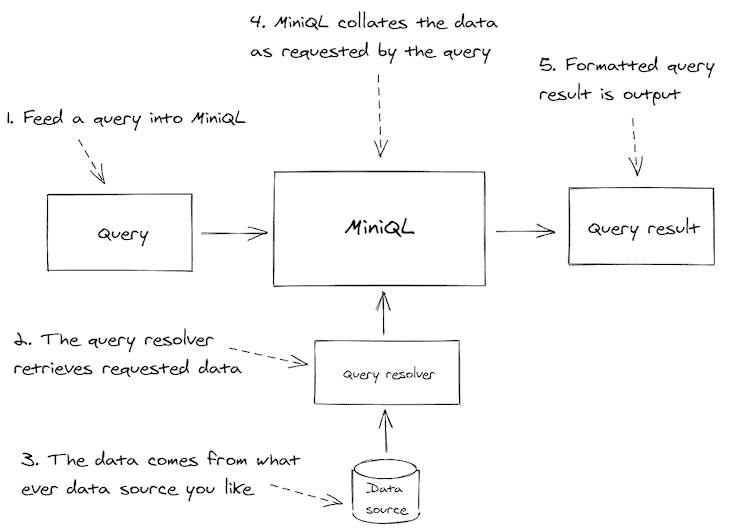 4. MiniQL collates the data
as requested by the query
5. Formatted query
result is output
1. Feed a query into MiniQL
Query
MiniQL
Query result
2. The query resolver
retrieves requested data
Query resolver
3. The data comes from what
ever data source you like
Data
source